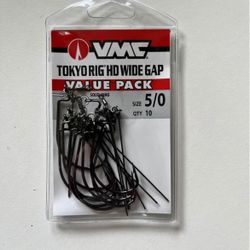 VMC
TOKYO RIG HD WIDE GAP
VALUE PACK
SIZE 5/0
QTY 10